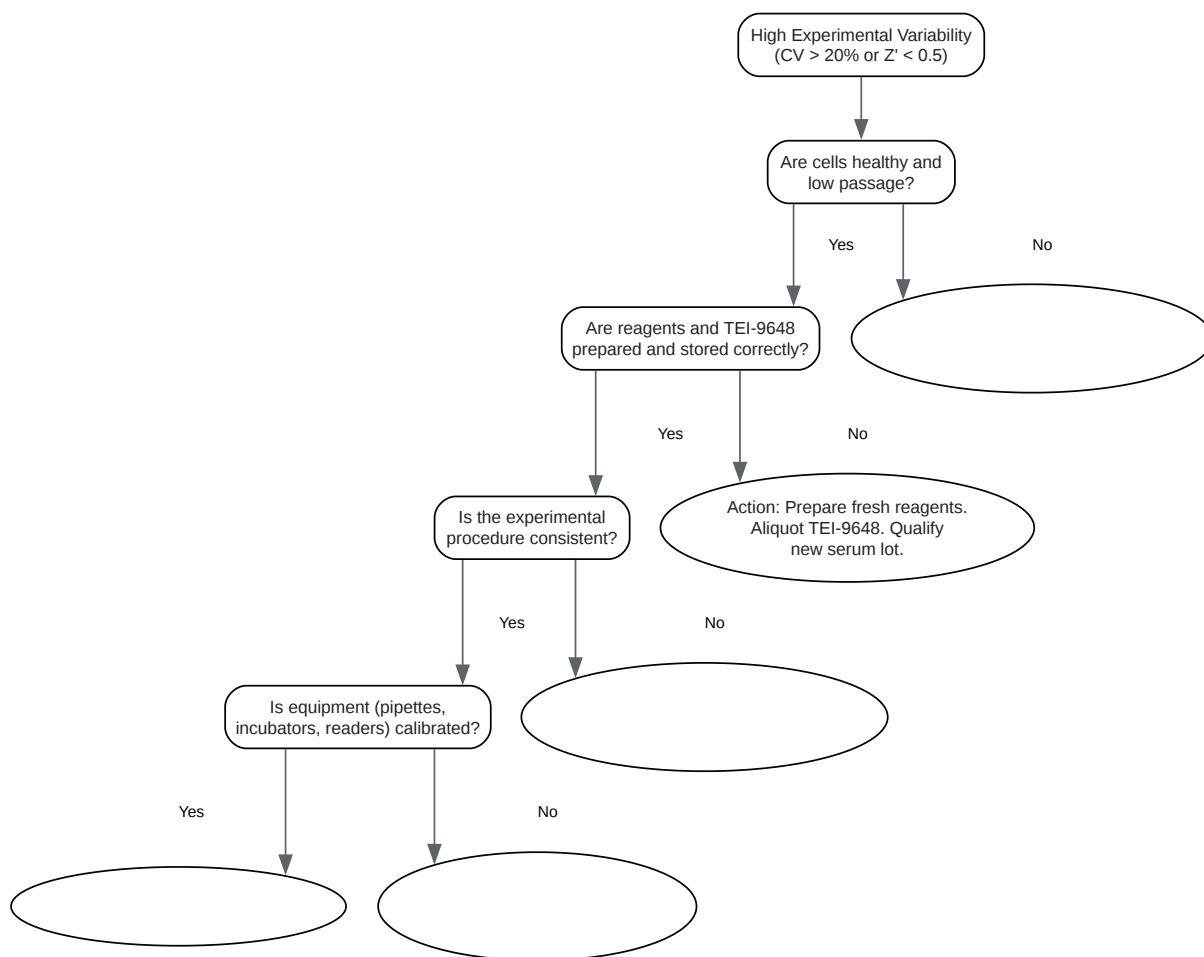 High Experimental Variability
(CV > 20% or Z' < 0.5)
Are cells healthy and
low passage?
Yes
No
Are reagents and TEI-9648
prepared and stored correctly?
Yes
No
Is the experimental
procedure consistent?
Action: Prepare fresh reagents.
Aliquot TEI-9648. Qualify
new serum lot.
Yes
No
Is equipment (pipettes,
incubators, readers) calibrated?
Yes
No